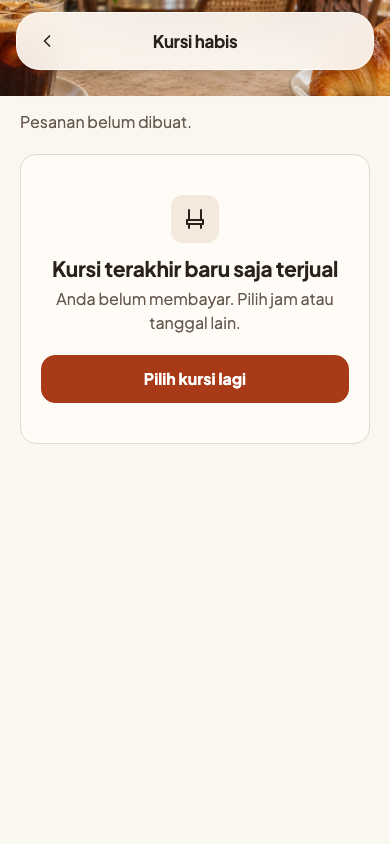 Kursi habis
Pesanan belum dibuat.
Kursi terakhir baru saja terjual
Anda belum membayar. Pilih jam atau
tanggal lain.
Pilih kursi lagi